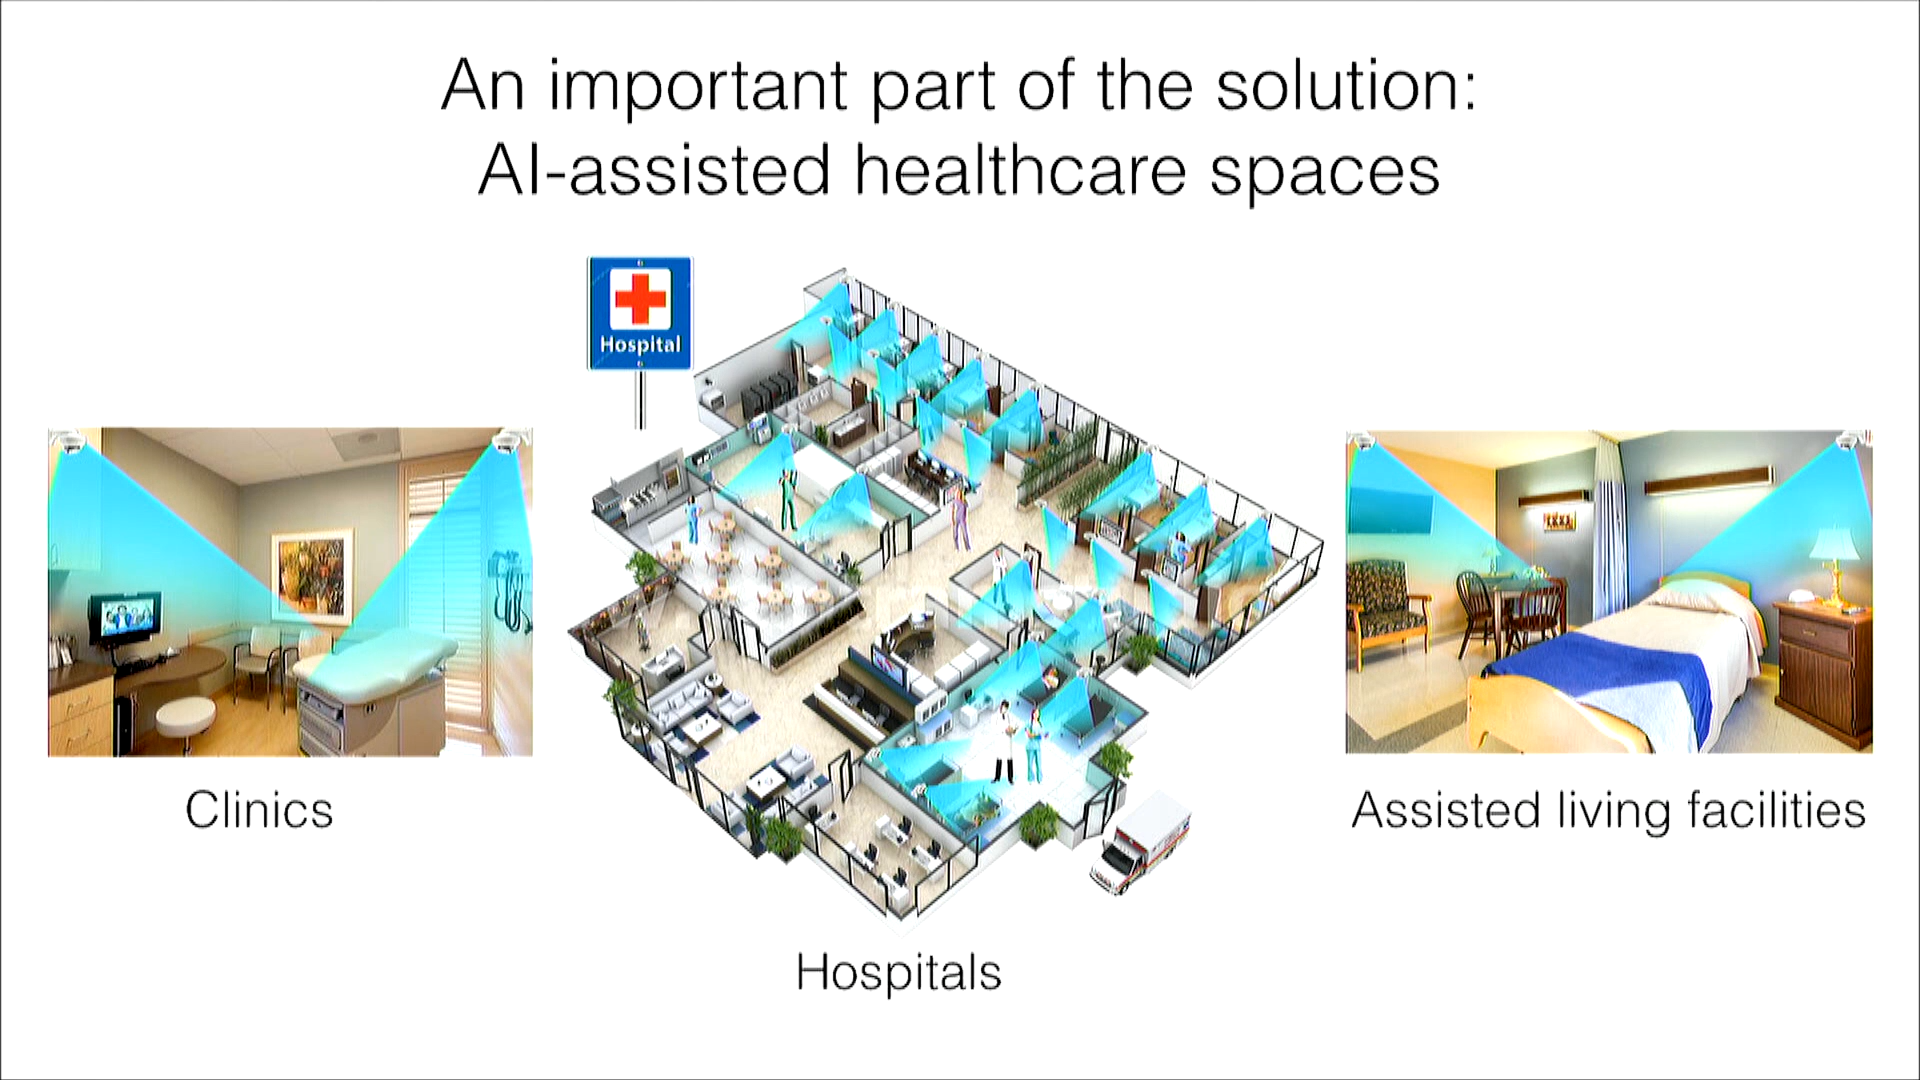 An important part of the solution:
AI-assisted healthcare spaces
Hospital
Clinics
Hospitals
Assisted living facilities